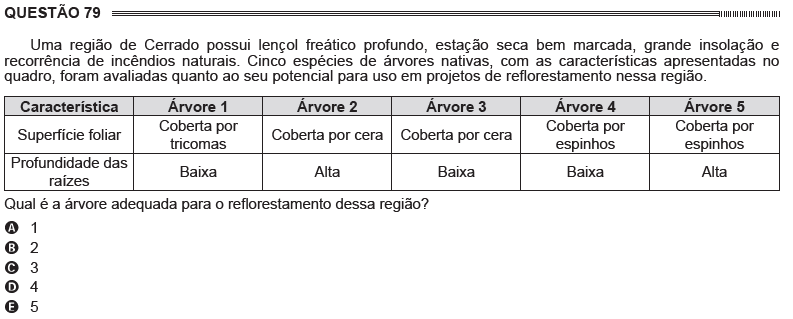 QUESTÃO 79
Uma região de Cerrado possui lençol freático profundo, estação seca bem marcada, grande insolação e
recorrência de incêndios naturais. Cinco espécies de árvores nativas, com as características apresentadas no
quadro, foram avaliadas quanto ao seu potencial para uso em projetos de reflorestamento nessa região.
Característica Árvore 1 Árvore 2 Árvore 3 Árvore 4 Árvore 5
Superfície foliar Coberta por tricomas Coberta por cera Coberta por cera Coberta por espinhos Coberta por espinhos
Profundidade das raízes Baixa Alta Baixa Baixa Alta
Qual é a árvore adequada para o reflorestamento dessa região?
A 1
B 2
C 3
D 4
E 5